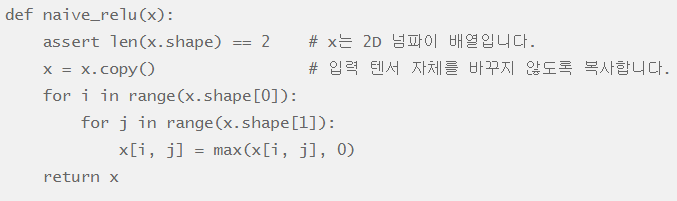 def naive_relu(x):
    assert len(x.shape) == 2    # x는 2D 넘파이 배열입니다.
    x = x.copy()                # 입력 텐서 자체를 바꾸지 않도록 복사합니다.
    for i in range(x.shape[0]):
        for j in range(x.shape[1]):
            x[i, j] = max(x[i, j], 0)
    return x